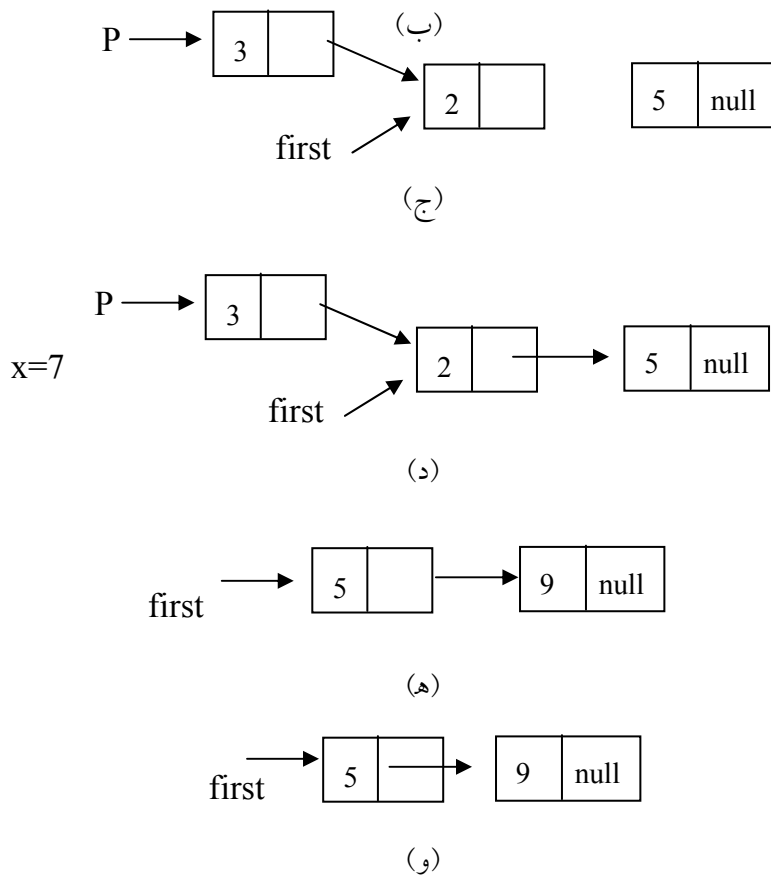 (ب)
P 3
2 5 null
first
(ج)
P 3
x=7 2 5 null
first
(د)
first 5 9 null
(ه)
first 5 9 null
(و)